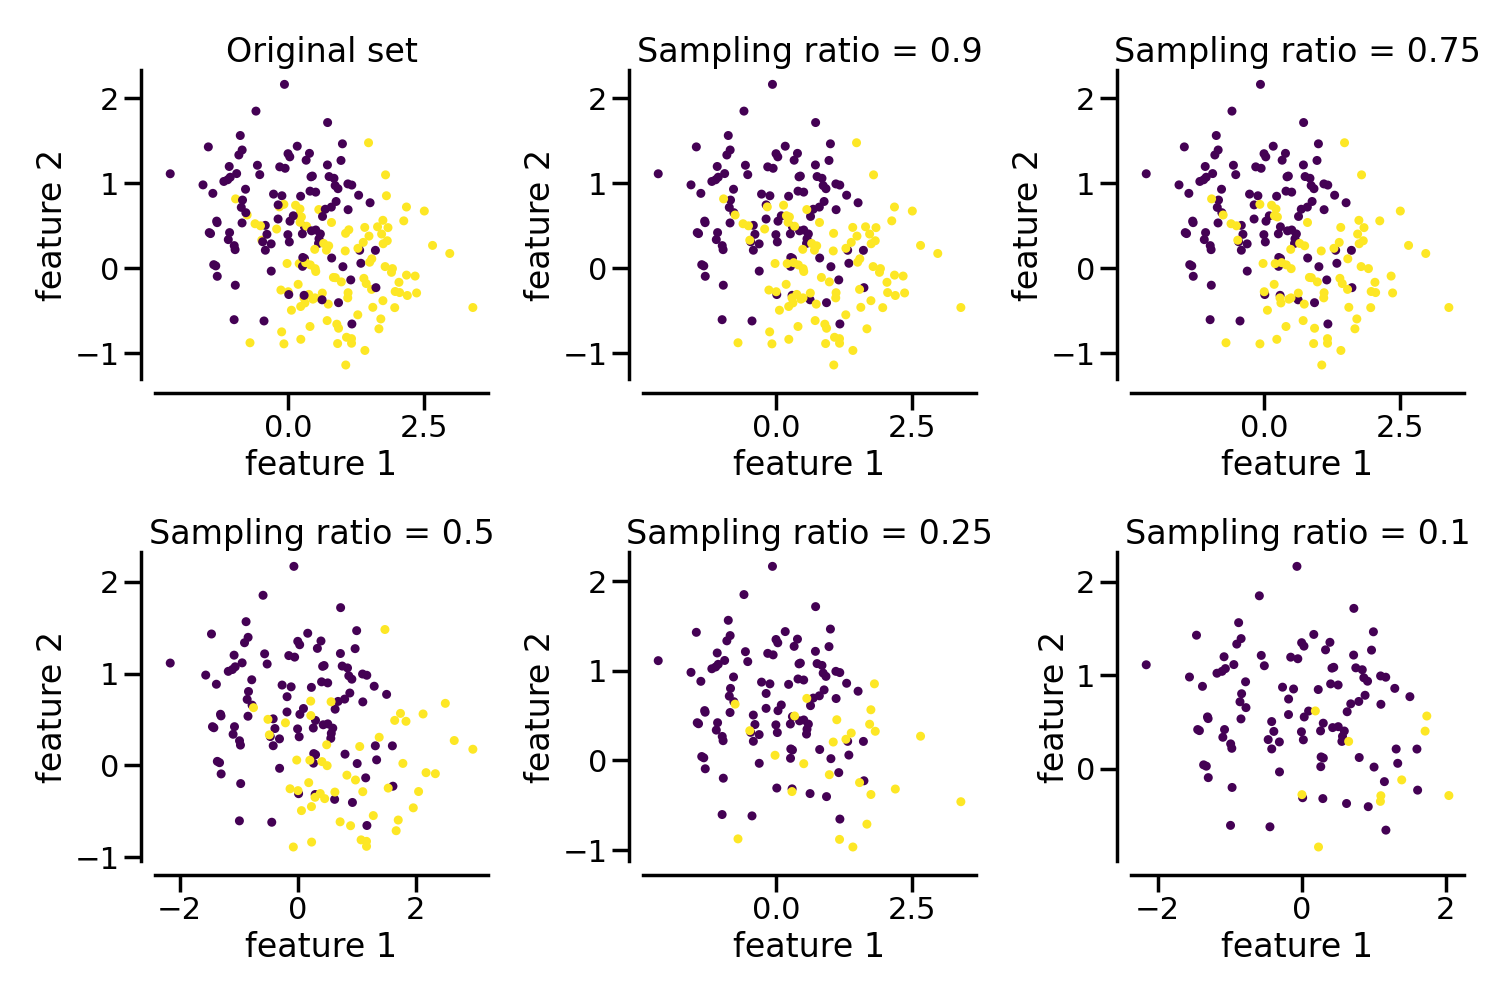 Original set
Sampling ratio = 0.9
Sampling ratio = 0.75
feature 2
2
1
0
−1
0.0
2.5
feature 1
feature 2
2
1
0
−1
0.0
2.5
feature 1
feature 2
2
1
0
−1
0.0
2.5
feature 1
Sampling ratio = 0.5
Sampling ratio = 0.25
Sampling ratio = 0.1
feature 2
2
1
0
−1
−2
0
2
feature 1
feature 2
2
1
0
−1
0.0
2.5
feature 1
feature 2
2
1
0
−2
0
2
feature 1